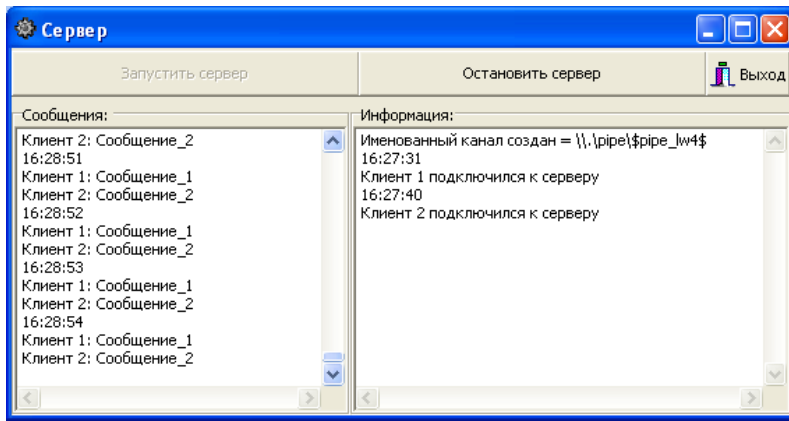 Сервер
Запустить сервер
Остановить сервер
Выход
Сообщения:
Клиент 2: Сообщение_2
16:28:51
Клиент 1: Сообщение_1
Клиент 2: Сообщение_2
16:28:52
Клиент 1: Сообщение_1
Клиент 2: Сообщение_2
16:28:53
Клиент 1: Сообщение_1
Клиент 2: Сообщение_2
16:28:54
Клиент 1: Сообщение_1
Клиент 2: Сообщение_2
Информация:
Именованный канал создан = \\.\pipe\$pipe_lw4$
16:27:31
Клиент 1 подключился к серверу
16:27:40
Клиент 2 подключился к серверу